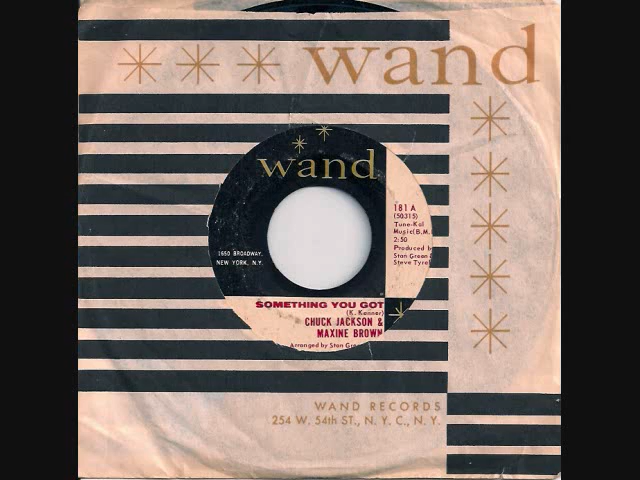 wand
wand
181 A
(50315)
Tune-Kel
Music(B.M.
2:50
Produced by
Stan Green &
Steve Tyre
1650 BROADWAY,
NEW YORK, N.Y.
SOMETHING YOU GOT
(K. Kenner)
CHUCK JACKSON &
MAXINE BROWN
Arranged by Stan Green
WAND RECORDS
254 W. 54th ST., N. Y. C., N. Y.